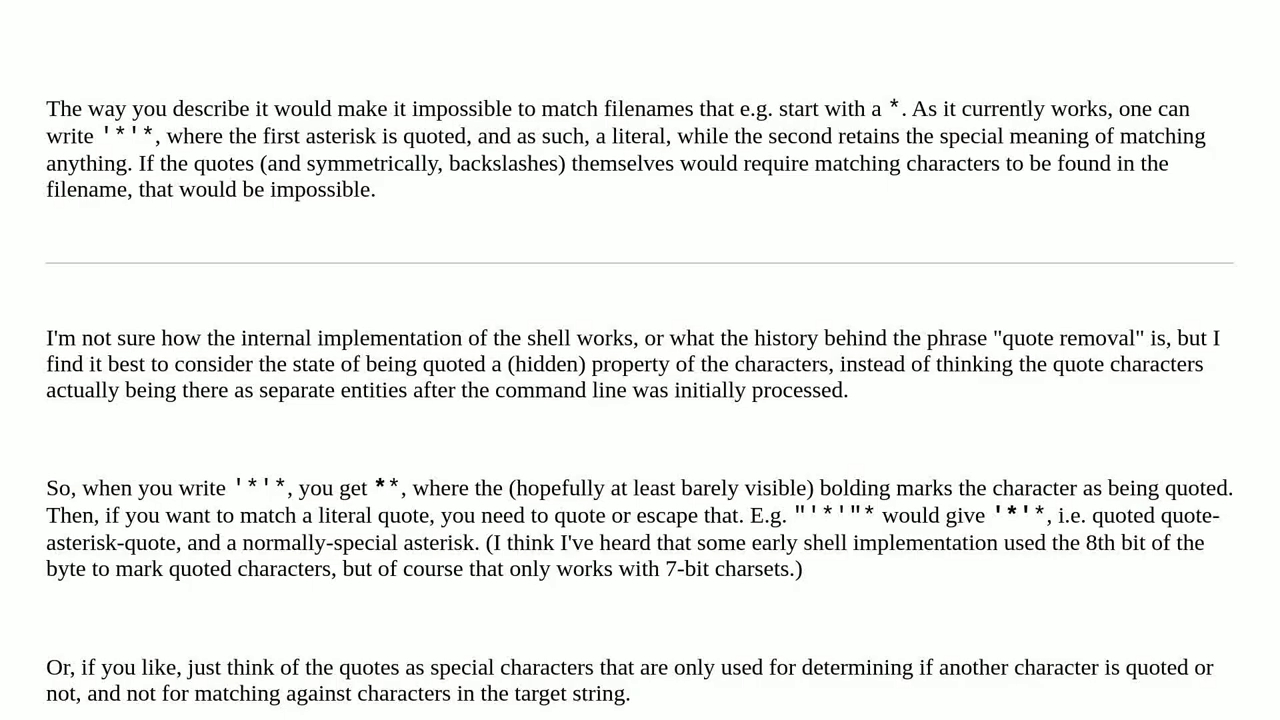 The way you describe it would make it impossible to match filenames that e.g. start with a *. As it currently works, one can
write '*'*, where the first asterisk is quoted, and as such, a literal, while the second retains the special meaning of matching
anything. If the quotes (and symmetrically, backslashes) themselves would require matching characters to be found in the
filename, that would be impossible.
I'm not sure how the internal implementation of the shell works, or what the history behind the phrase "quote removal" is, but I
find it best to consider the state of being quoted a (hidden) property of the characters, instead of thinking the quote characters
actually being there as separate entities after the command line was initially processed.
So, when you write '*'*, you get **, where the (hopefully at least barely visible) bolding marks the character as being quoted.
Then, if you want to match a literal quote, you need to quote or escape that. E.g. "'*'"* would give '*'*, i.e. quoted quote-
asterisk-quote, and a normally-special asterisk. (I think I've heard that some early shell implementation used the 8th bit of the
byte to mark quoted characters, but of course that only works with 7-bit charsets.)
Or, if you like, just think of the quotes as special characters that are only used for determining if another character is quoted or
not, and not for matching against characters in the target string.